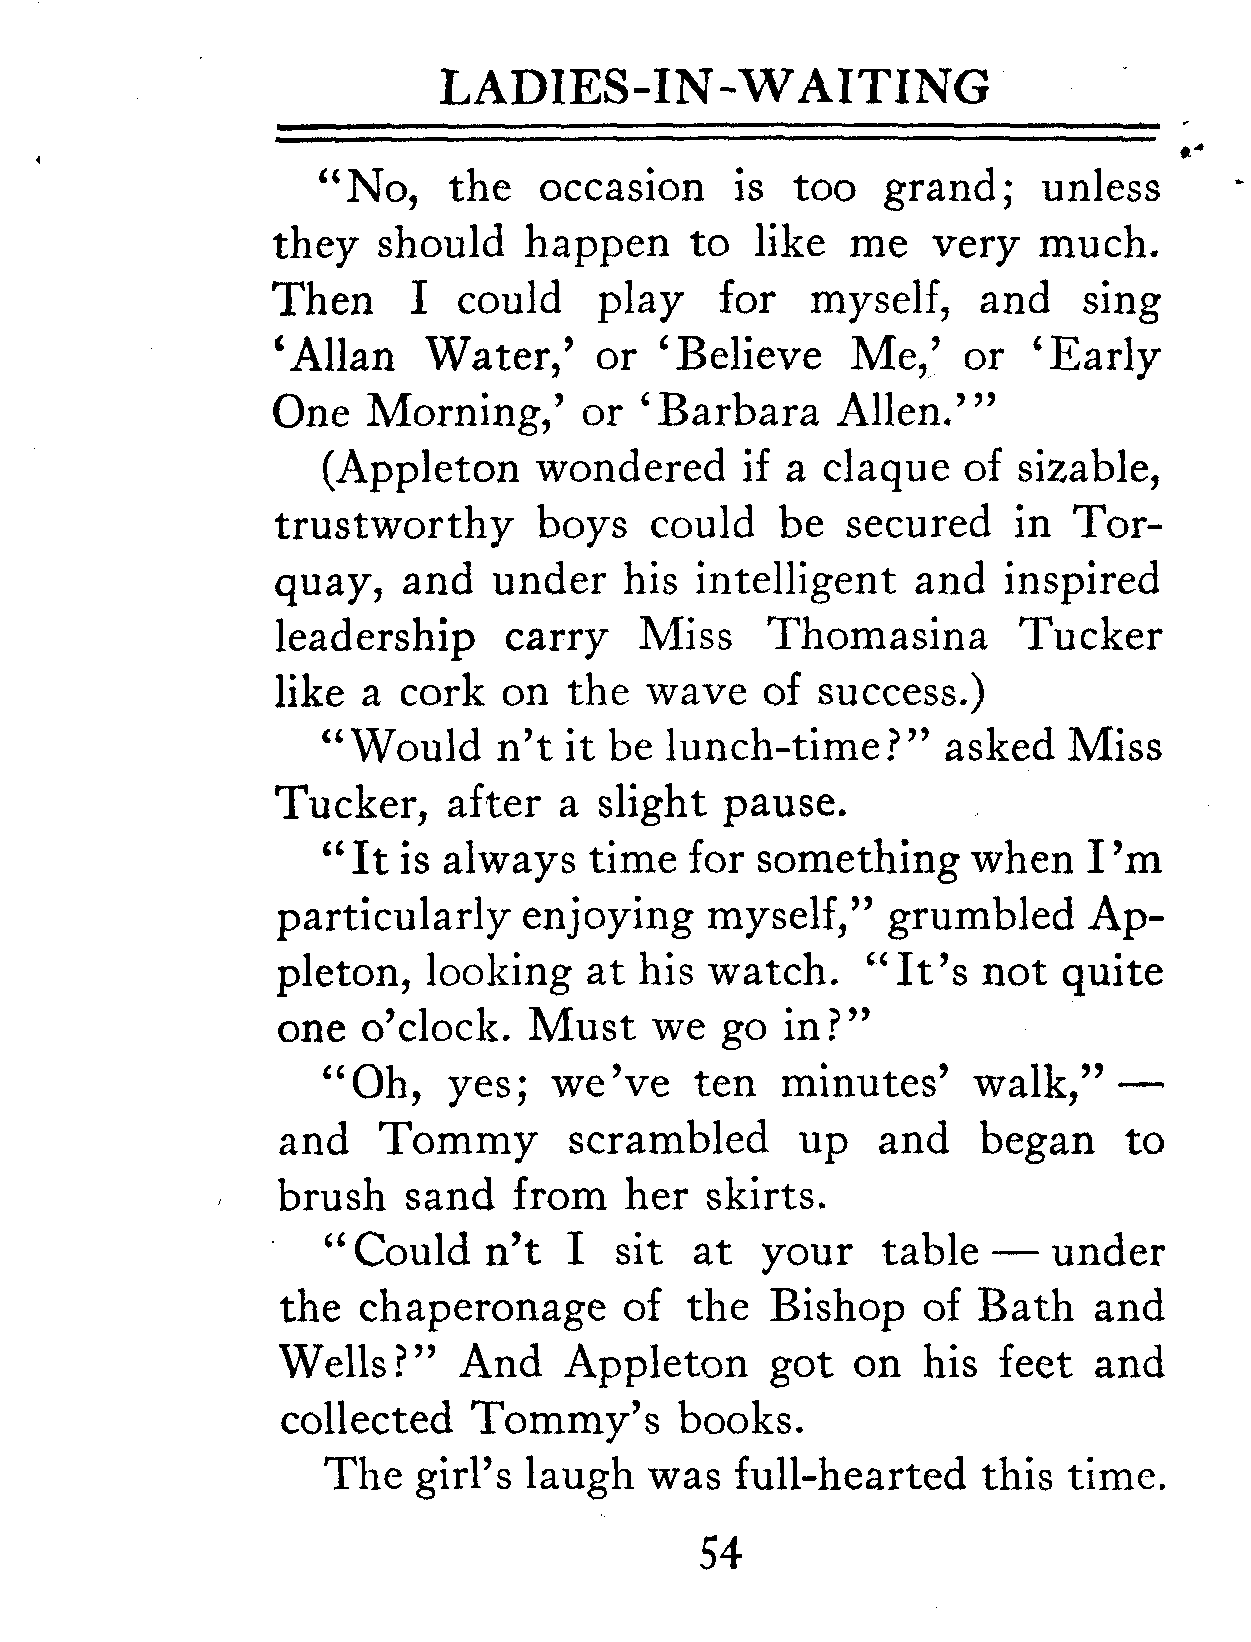 LADIES-IN-WAITING
“No, the occasion is too grand; unless
they should happen to like me very much.
Then I could play for myself, and sing
‘Allan Water,’ or ‘Believe Me,’ or ‘Early
One Morning,’ or ‘Barbara Allen.’”
(Appleton wondered if a claque of sizable,
trustworthy boys could be secured in Tor-
quay, and under his intelligent and inspired
leadership carry Miss Thomasina Tucker
like a cork on the wave of success.)
“Would n’t it be lunch-time?” asked Miss
Tucker, after a slight pause.
“It is always time for something when I ’m
particularly enjoying myself,” grumbled Ap-
pleton, looking at his watch. “It’s not quite
one o’clock. Must we go in?”
“Oh, yes; we ’ve ten minutes’ walk,” —
and Tommy scrambled up and began to
brush sand from her skirts.
“Could n’t I sit at your table — under
the chaperonage of the Bishop of Bath and
Wells?” And Appleton got on his feet and
collected Tommy’s books.
The girl’s laugh was full-hearted this time.
54